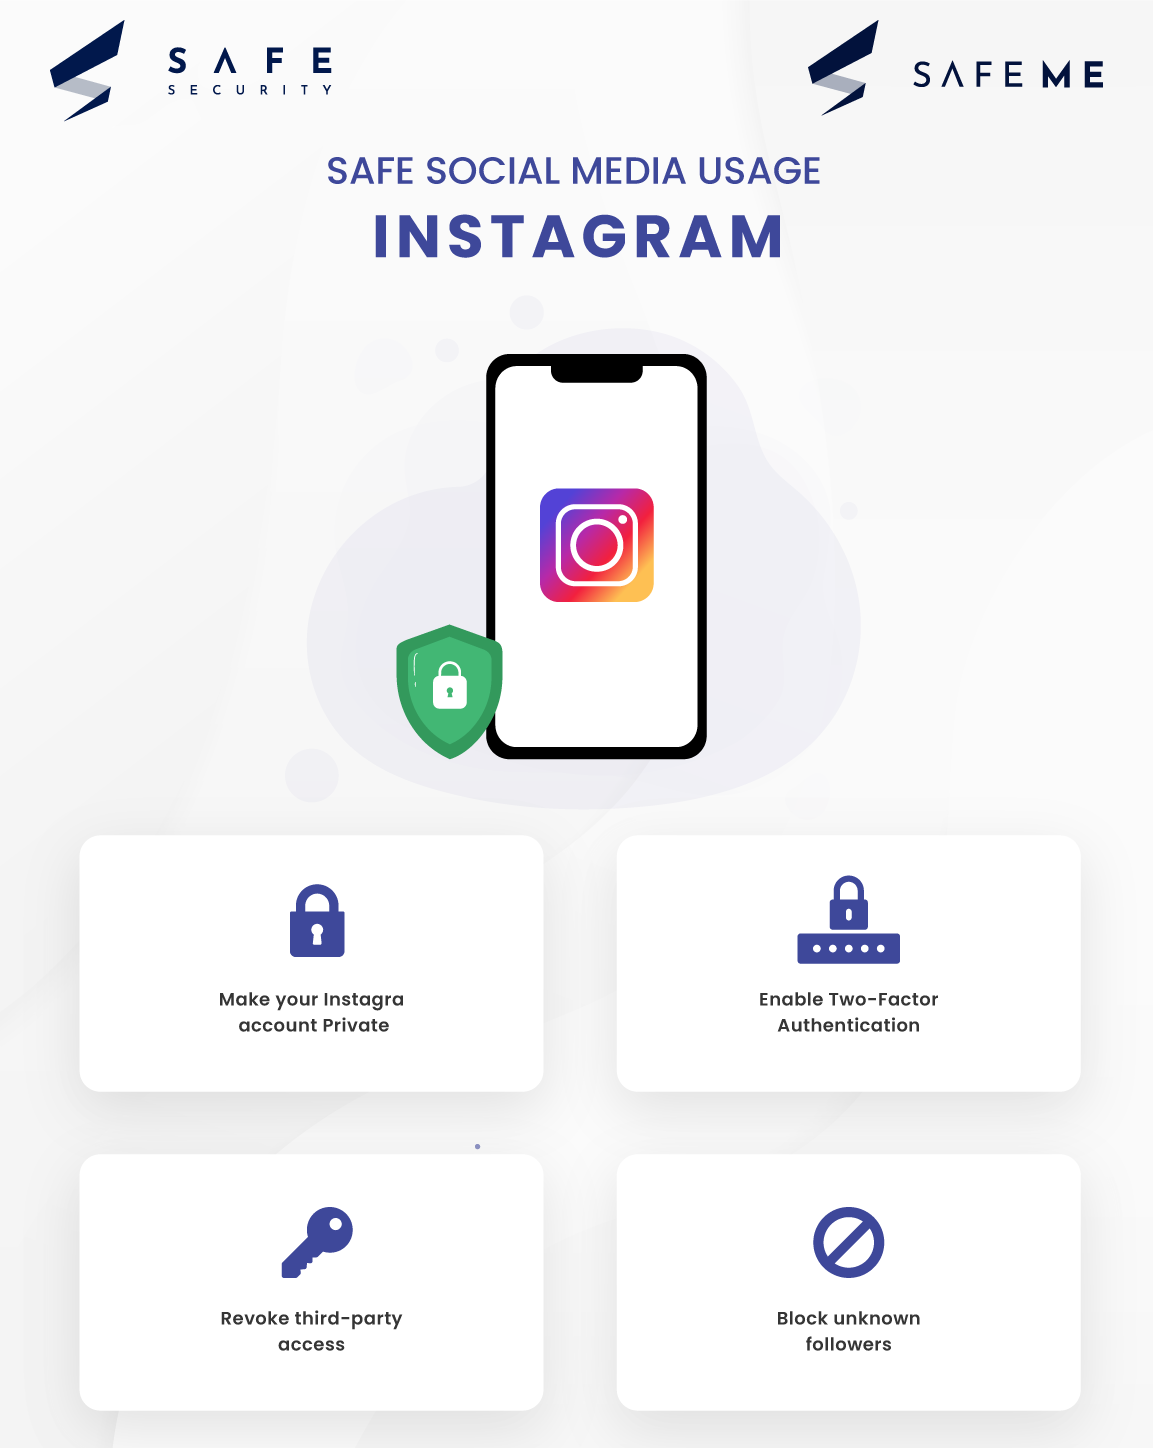 SAFE
SECURITY
SAFE ME
SAFE SOCIAL MEDIA USAGE
INSTAGRAM
Make your Instagra
account Private
Enable Two-Factor
Authentication
Revoke third-party
access
Block unknown
followers